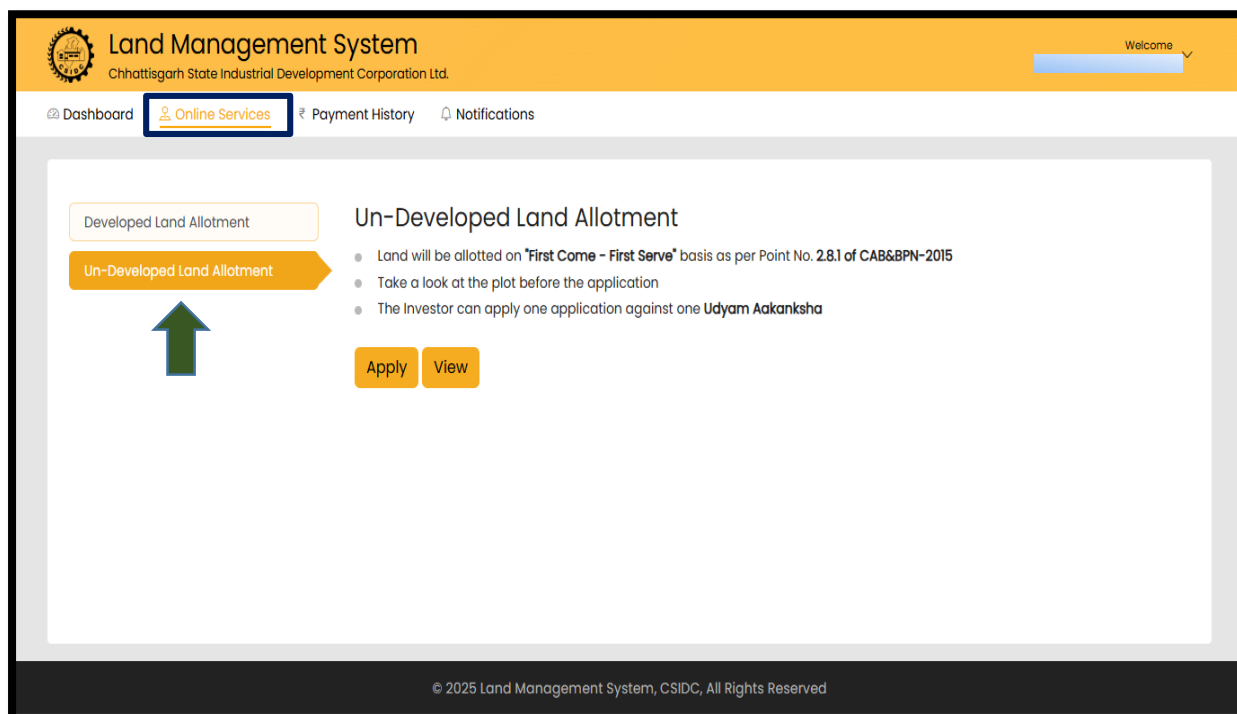 Land Management System
Chhattisgarh State Industrial Development Corporation Ltd.
Welcome
Dashboard
Online Services
₹ Payment History
Notifications
Developed Land Allotment
Un-Developed Land Allotment
Un-Developed Land Allotment
Land will be allotted on "First Come - First Serve" basis as per Point No. 2.8.1 of CAB&BPN-2015
Take a look at the plot before the application
The Investor can apply one application against one Udyam Aakanksha
Apply
View
© 2025 Land Management System, CSIDC, All Rights Reserved
CSIDC